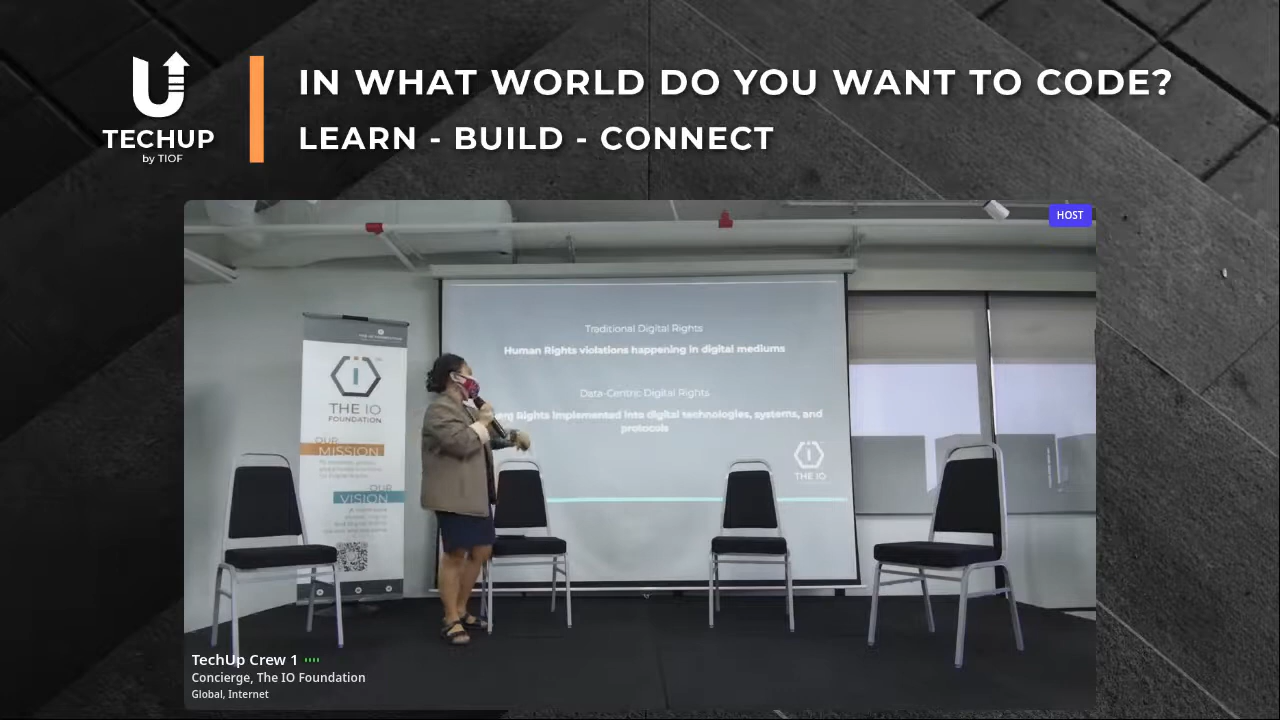 IN WHAT WORLD DO YOU WANT TO CODE?
LEARN - BUILD - CONNECT
TECHUP
by TIOF
HOST
Traditional Digital Rights
Human Rights violations happening in digital mediums
Data-Centric Digital Rights
Rights implemented into digital technologies, systems, and
protocols
THE IO
THE IO
FOUNDATION
OUR
MISSION
OUR
VISION
TechUp Crew 1
Concierge, The IO Foundation
Global, Internet